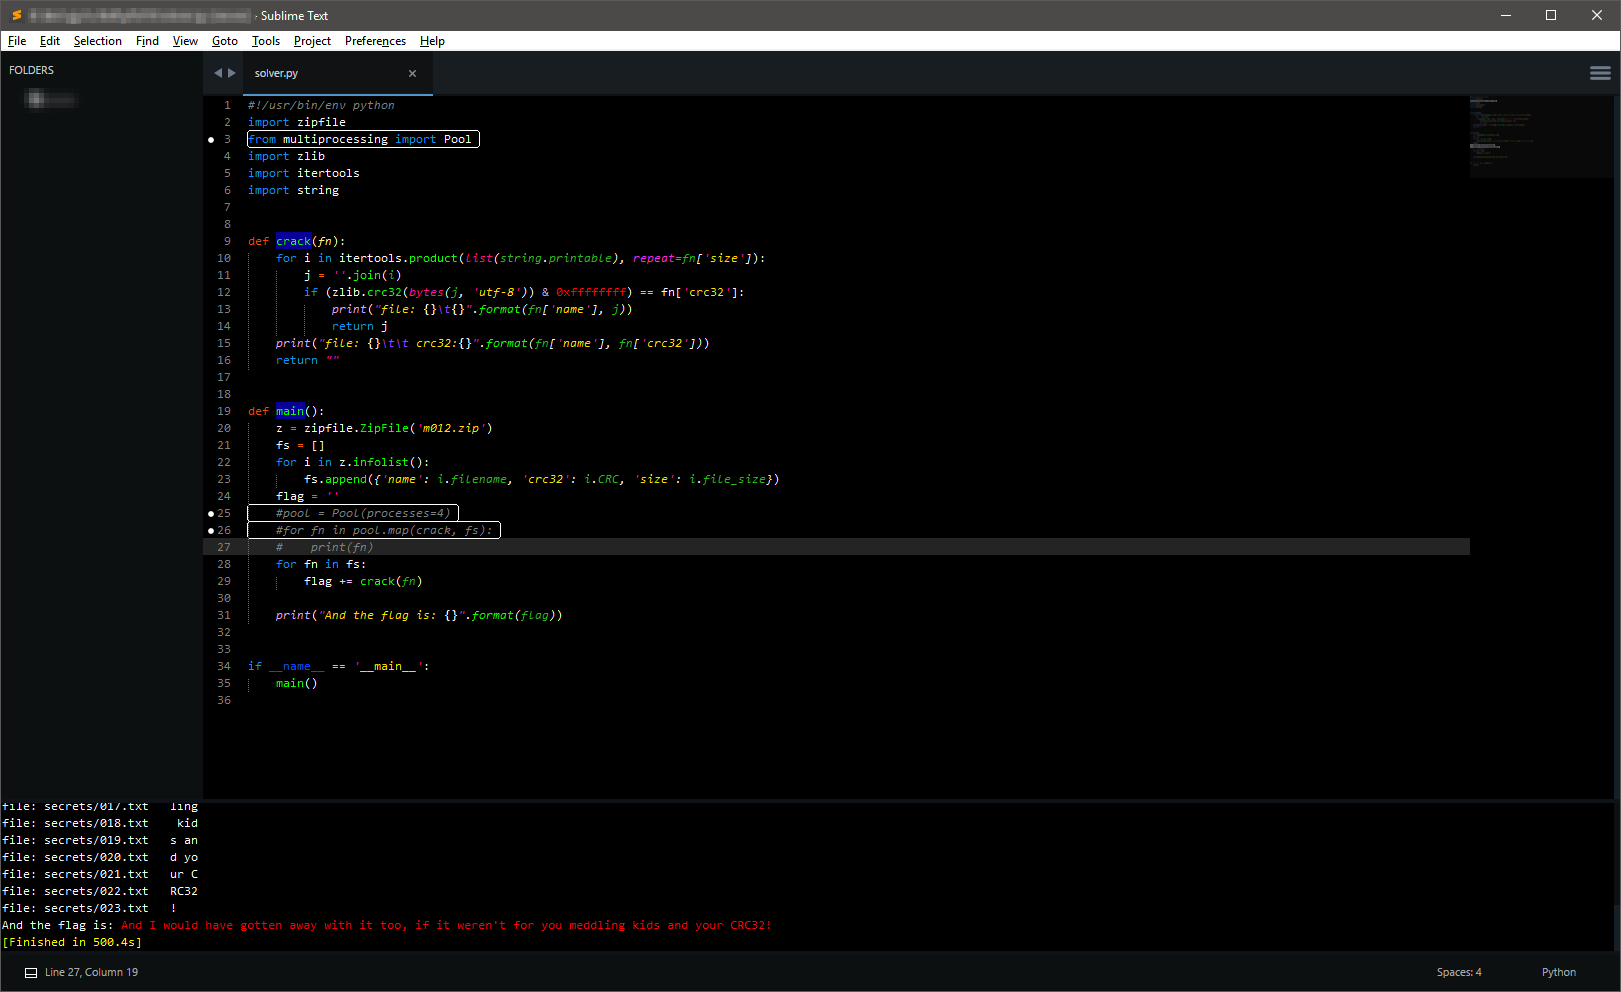 - Sublime Text
File Edit Selection Find View Goto Tools Project Preferences Help
FOLDERS
solver.py
1 #!/usr/bin/env python
2 import zipfile
3 from multiprocessing import Pool
4 import zlib
5 import itertools
6 import string
7
8
9 def crack(fn):
10     for i in itertools.product(list(string.printable), repeat=fn['size']):
11         j = ''.join(i)
12         if (zlib.crc32(bytes(j, 'utf-8')) & 0xffffffff) == fn['crc32']:
13             print("file: {}\t{}".format(fn['name'], j))
14             return j
15     print("file: {}\t\t crc32:{}".format(fn['name'], fn['crc32']))
16     return ""
17
18
19 def main():
20     z = zipfile.ZipFile('m012.zip')
21     fs = []
22     for i in z.infolist():
23         fs.append({'name': i.filename, 'crc32': i.CRC, 'size': i.file_size})
24     flag = ''
25     #pool = Pool(processes=4)
26     #for fn in pool.map(crack, fs):
27     #    print(fn)
28     for fn in fs:
29         flag += crack(fn)
30
31     print("And the flag is: {}".format(flag))
32
33
34 if __name__ == '__main__':
35     main()
36
file: secrets/017.txt   ling
file: secrets/018.txt    kid
file: secrets/019.txt   s an
file: secrets/020.txt   d yo
file: secrets/021.txt   ur C
file: secrets/022.txt   RC32
file: secrets/023.txt   !
And the flag is: And I would have gotten away with it too, if it weren't for you meddling kids and your CRC32!
[Finished in 500.4s]
Line 27, Column 19
Spaces: 4
Python